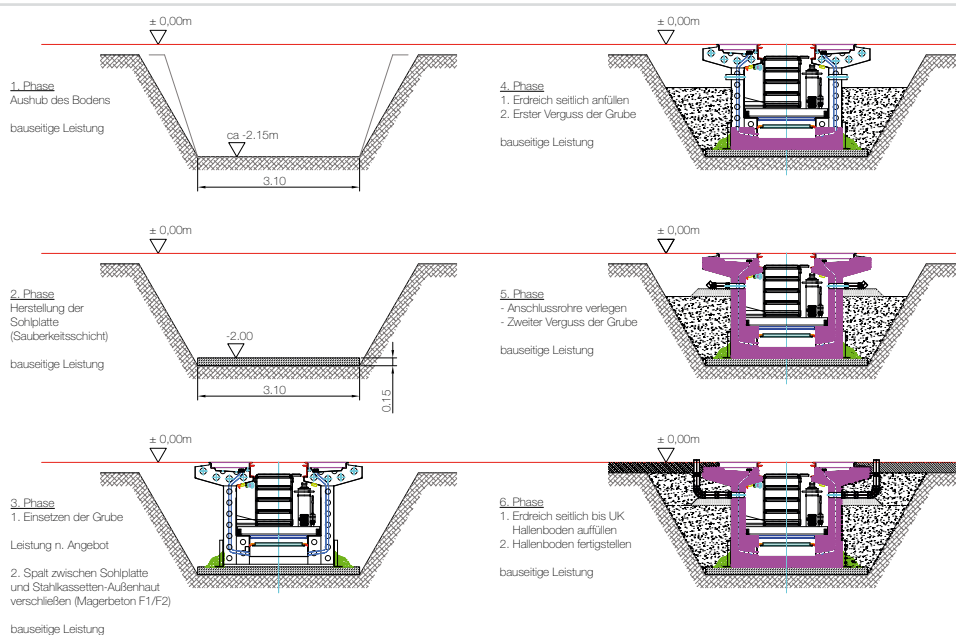 ± 0,00m
1. Phase
Aushub des Bodens
bauseitige Leistung
ca -2.15m
3.10
± 0,00m
2. Phase
Herstellung der
Sohlplatte
(Sauberkeitsschicht)
bauseitige Leistung
-2.00
3.10
0.15
± 0,00m
3. Phase
1. Einsetzen der Grube
Leistung n. Angebot
2. Spalt zwischen Sohlplatte
und Stahlkassetten-Außenhaut
verschließen (Magerbeton F1/F2)
bauseitige Leistung
± 0,00m
4. Phase
1. Erdreich seitlich anfüllen
2. Erster Verguss der Grube
bauseitige Leistung
± 0,00m
5. Phase
- Anschlussrohre verlegen
- Zweiter Verguss der Grube
bauseitige Leistung
± 0,00m
6. Phase
1. Erdreich seitlich bis UK
Hallenboden auffüllen
2. Hallenboden fertigstellen
bauseitige Leistung